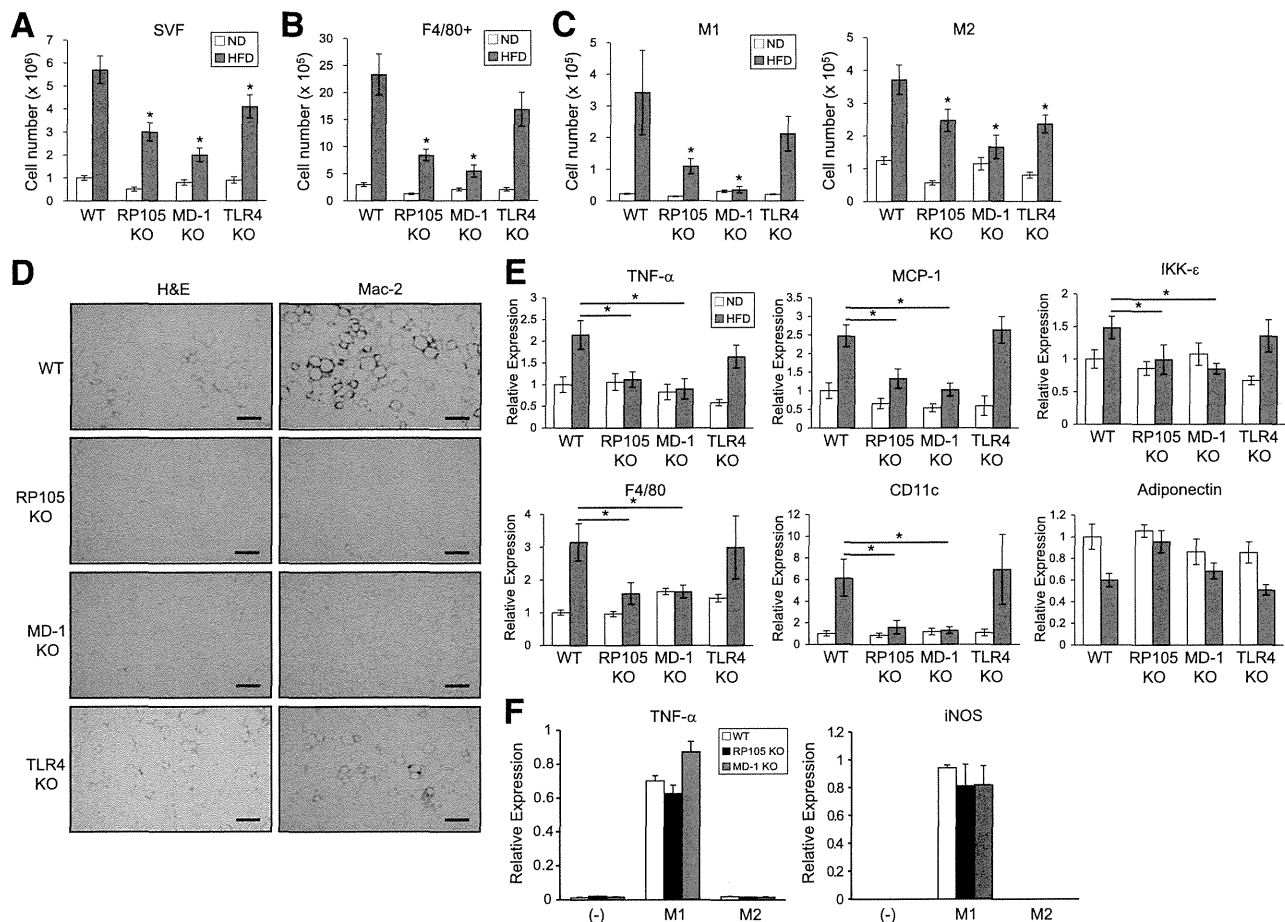 A
SVF
ND
HFD
Cell number (x 10⁶)
7
6
5
4
3
2
1
0
WT
RP105 KO
MD-1 KO
TLR4 KO
*
*
*
B
F4/80+
ND
HFD
Cell number (x 10⁵)
30
25
20
15
10
5
0
WT
RP105 KO
MD-1 KO
TLR4 KO
*
*
C
M1
ND
HFD
Cell number (x 10⁵)
5
4
3
2
1
0
WT
RP105 KO
MD-1 KO
TLR4 KO
*
*
M2
Cell number (x 10⁵)
5
4
3
2
1
0
WT
RP105 KO
MD-1 KO
TLR4 KO
*
*
*
D
H&E
Mac-2
WT
RP105 KO
MD-1 KO
TLR4 KO
E
TNF-α
ND
HFD
Relative Expression
3
2.5
2
1.5
1
0.5
0
*
*
WT
RP105 KO
MD-1 KO
TLR4 KO
MCP-1
Relative Expression
3.5
3
2.5
2
1.5
1
0.5
0
*
*
WT
RP105 KO
MD-1 KO
TLR4 KO
IKK-ε
Relative Expression
2
1.5
1
0.5
0
*
*
WT
RP105 KO
MD-1 KO
TLR4 KO
F4/80
Relative Expression
5
4
3
2
1
0
*
*
WT
RP105 KO
MD-1 KO
TLR4 KO
CD11c
Relative Expression
12
10
8
6
4
2
0
*
*
WT
RP105 KO
MD-1 KO
TLR4 KO
Adiponectin
Relative Expression
1.2
1
0.8
0.6
0.4
0.2
0
WT
RP105 KO
MD-1 KO
TLR4 KO
F
TNF-α
WT
RP105 KO
MD-1 KO
Relative Expression
1
0.8
0.6
0.4
0.2
0
(-)
M1
M2
iNOS
Relative Expression
1.2
1
0.8
0.6
0.4
0.2
0
(-)
M1
M2